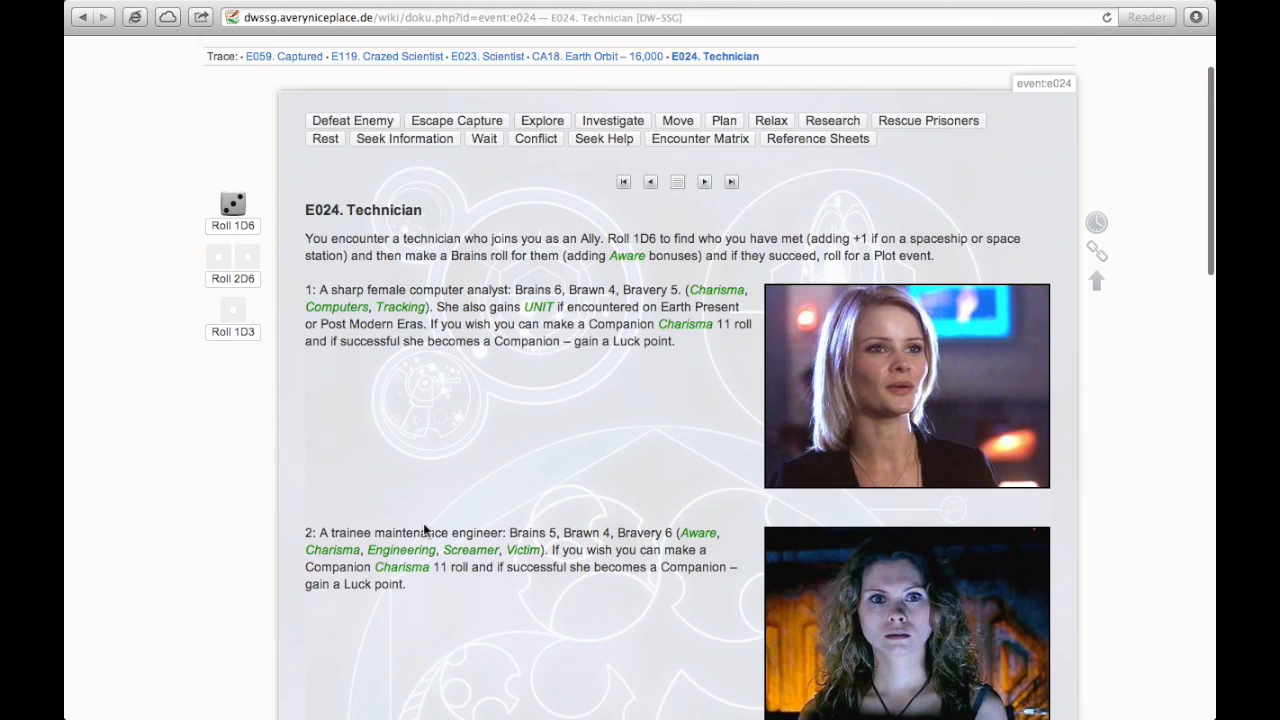 dwssg.averyniceplace.de/wiki/doku.php?id=event:e024 — E024. Technician [DW-SSG]
Reader
Trace: • E059. Captured • E119. Crazed Scientist • E023. Scientist • CA18. Earth Orbit – 16,000 • E024. Technician
event:e024
Defeat Enemy Escape Capture Explore Investigate Move Plan Relax Research Rescue Prisoners
Rest Seek Information Wait Conflict Seek Help Encounter Matrix Reference Sheets
Roll 1D6
Roll 2D6
Roll 1D3
E024. Technician
You encounter a technician who joins you as an Ally. Roll 1D6 to find who you have met (adding +1 if on a spaceship or space
station) and then make a Brains roll for them (adding Aware bonuses) and if they succeed, roll for a Plot event.
1: A sharp female computer analyst: Brains 6, Brawn 4, Bravery 5. (Charisma,
Computers, Tracking). She also gains UNIT if encountered on Earth Present
or Post Modern Eras. If you wish you can make a Companion Charisma 11 roll
and if successful she becomes a Companion – gain a Luck point.
2: A trainee maintenance engineer: Brains 5, Brawn 4, Bravery 6 (Aware,
Charisma, Engineering, Screamer, Victim). If you wish you can make a
Companion Charisma 11 roll and if successful she becomes a Companion –
gain a Luck point.